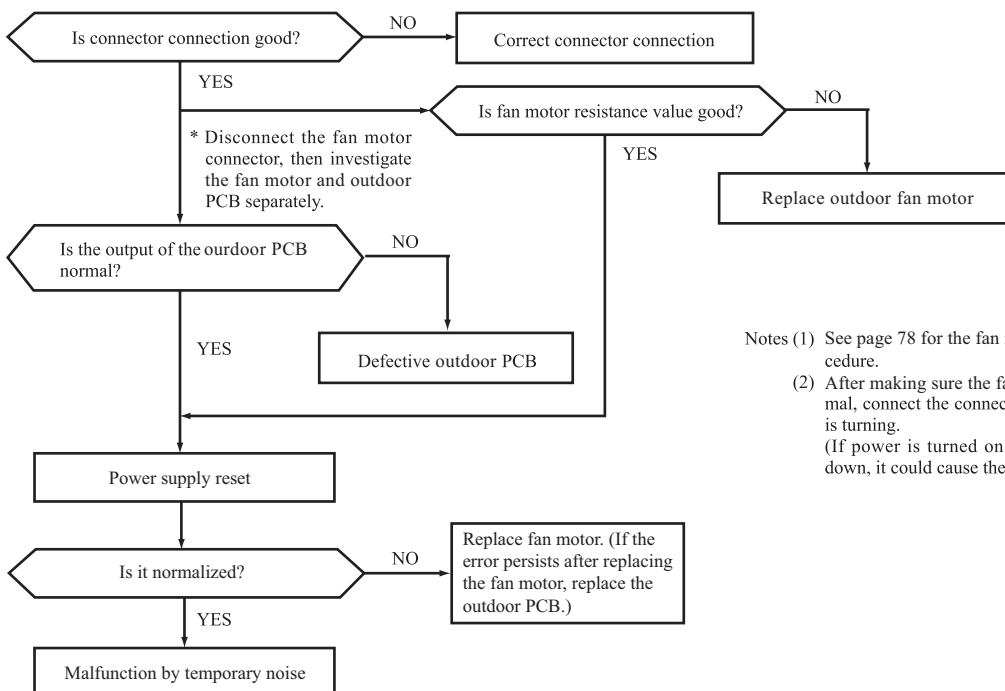 Is connector connection good?
NO
Correct connector connection
YES
Is fan motor resistance value good?
NO
YES
* Disconnect the fan motor
connector, then investigate
the fan motor and outdoor
PCB separately.
Replace outdoor fan motor
Is the output of the ourdoor PCB
normal?
NO
YES
Defective outdoor PCB
Notes (1) See page 78 for the fan
cedure.
(2) After making sure the
mal, connect the
is turning.
(If power is turned on
down, it could cause the
Power supply reset
Is it normalized?
NO
Replace fan motor. (If the
error persists after replacing
the fan motor, replace the
outdoor PCB.)
YES
Malfunction by temporary noise